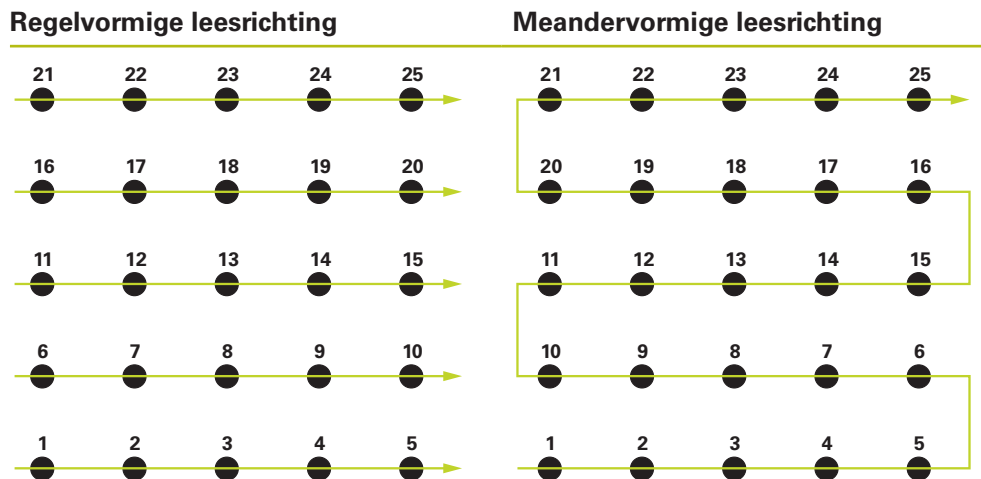 Regelvormige leesrichting Meandervormige leesrichting
21 22 23 24 25 21 22 23 24 25
16 17 18 19 20 20 19 18 17 16
11 12 13 14 15 11 12 13 14 15
6 7 8 9 10 10 9 8 7 6
1 2 3 4 5 1 2 3 4 5